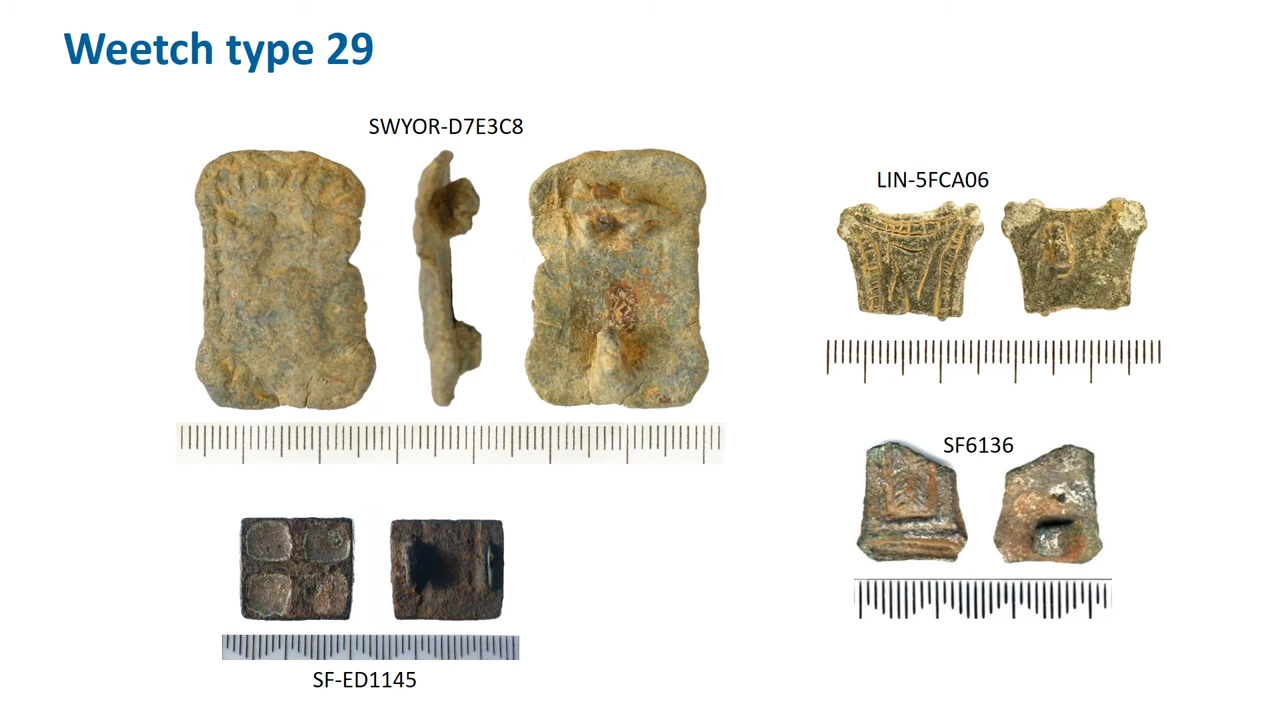 Weetch type 29
SWYOR-D7E3C8
LIN-5FCA06
SF6136
SF-ED1145